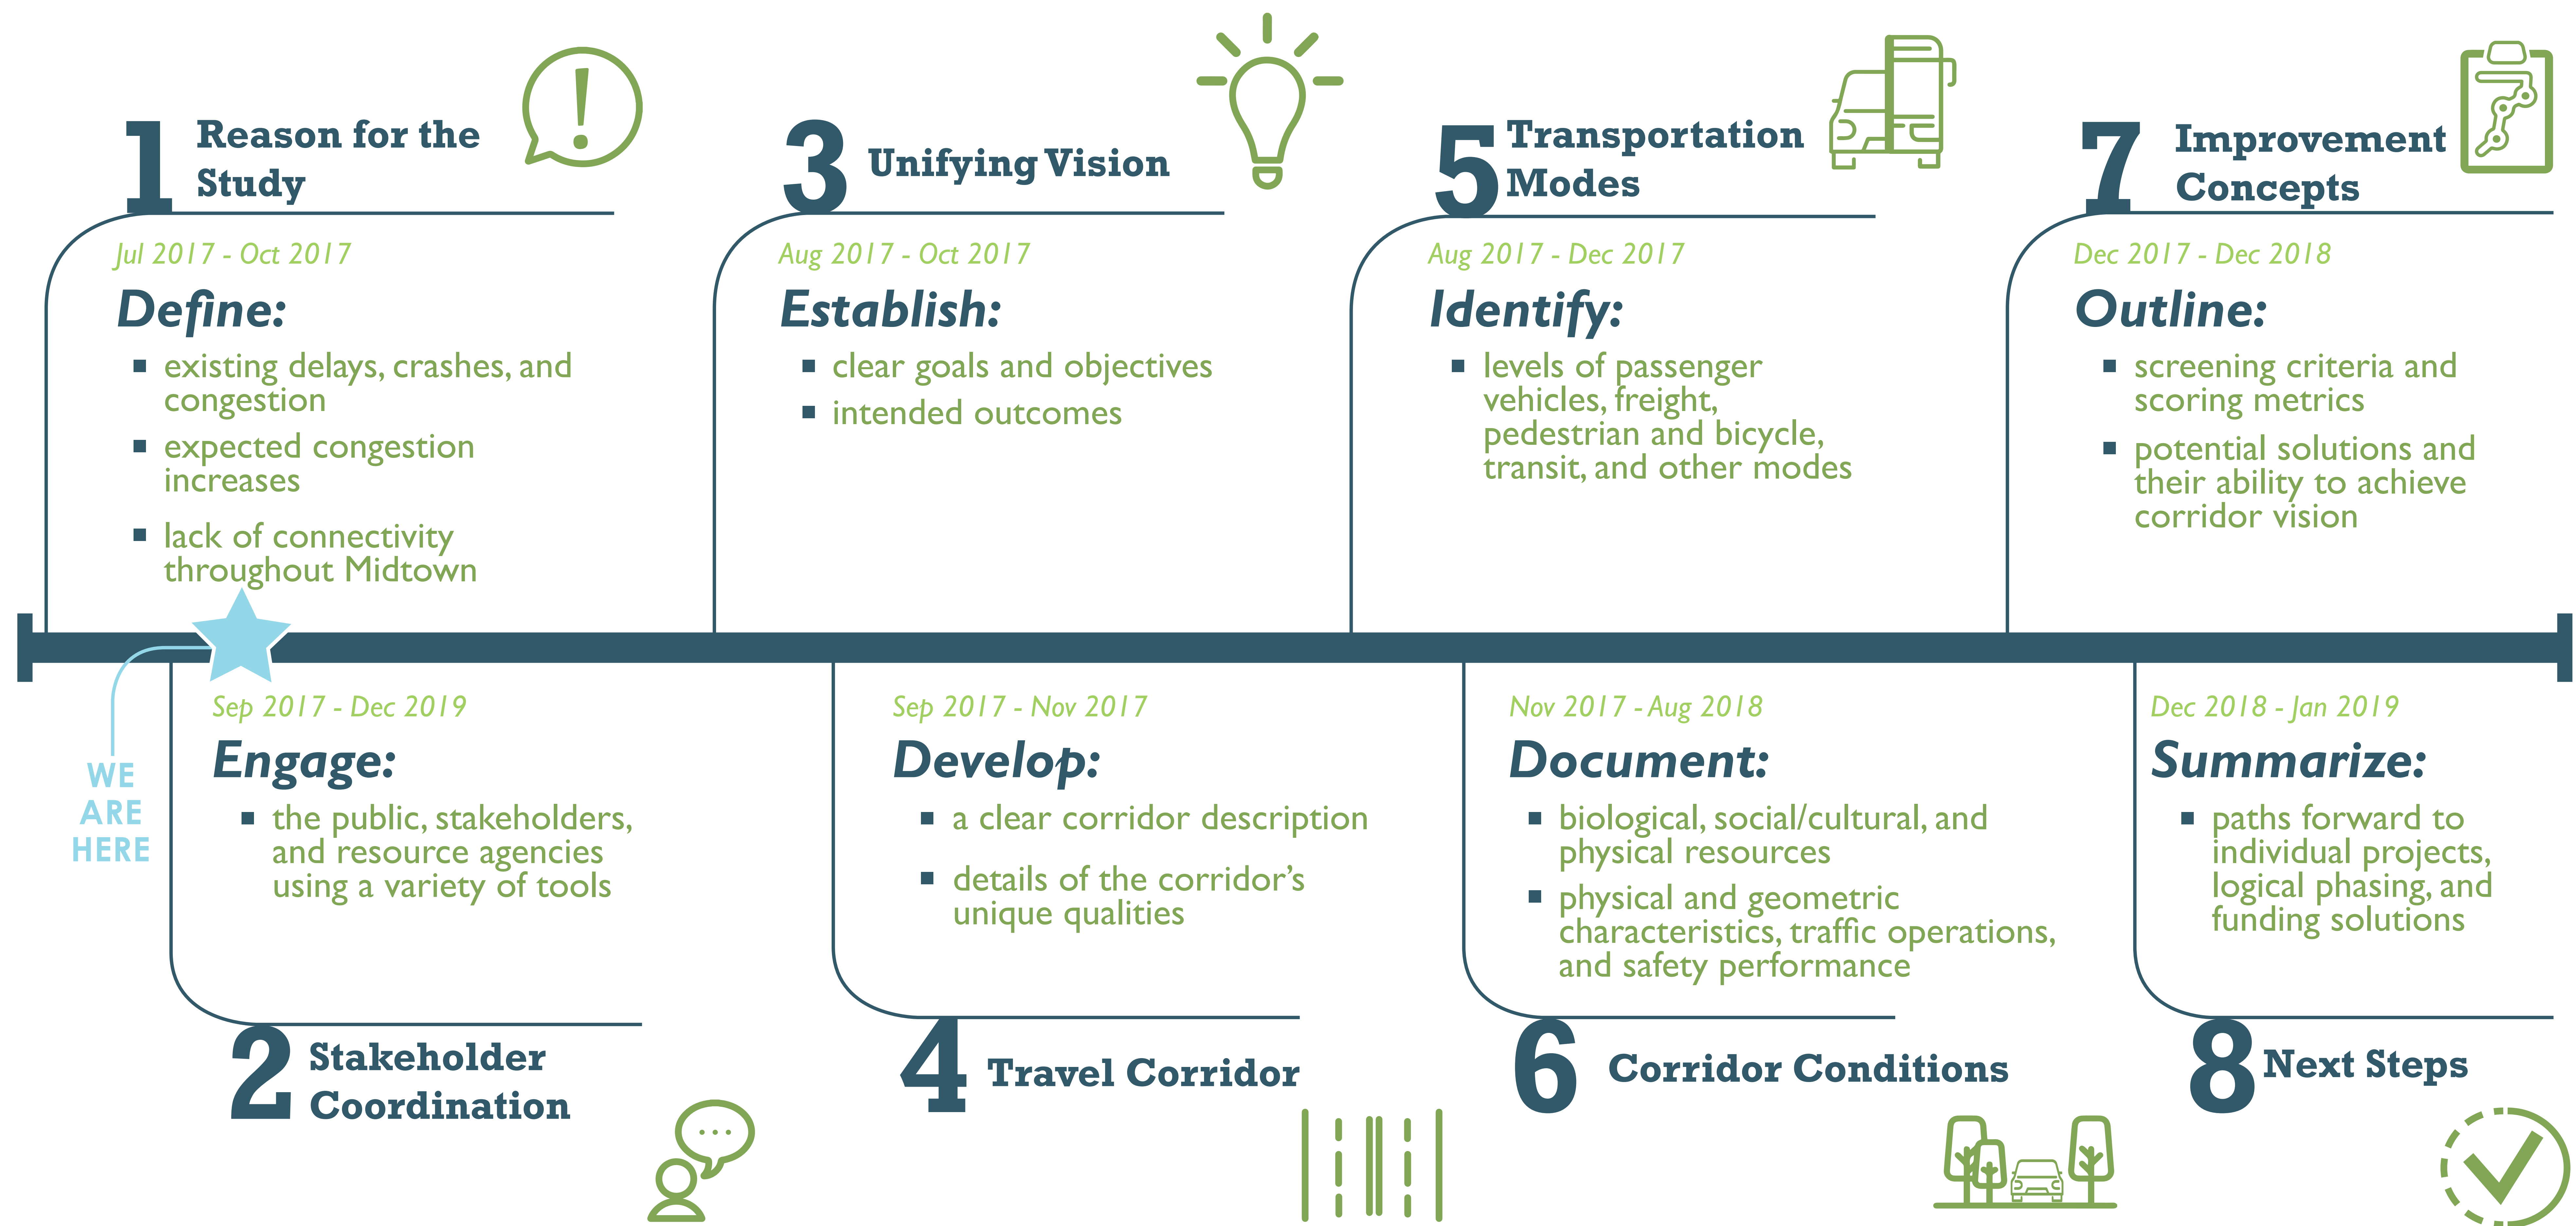 1
Reason for the
Study
!
Jul 2017 - Oct 2017
Define:
existing delays, crashes, and
congestion
expected congestion
increases
lack of connectivity
throughout Midtown
3
Unifying Vision
Aug 2017 - Oct 2017
Establish:
clear goals and objectives
intended outcomes
5
Transportation
Modes
Aug 2017 - Dec 2017
Identify:
levels of passenger
vehicles, freight,
pedestrian and bicycle,
transit, and other modes
7
Improvement
Concepts
Dec 2017 - Dec 2018
Outline:
screening criteria and
scoring metrics
potential solutions and
their ability to achieve
corridor vision
WE
ARE
HERE
Sep 2017 - Dec 2019
Engage:
the public, stakeholders,
and resource agencies
using a variety of tools
2
Stakeholder
Coordination
Sep 2017 - Nov 2017
Develop:
a clear corridor description
details of the corridor’s
unique qualities
4
Travel Corridor
Nov 2017 - Aug 2018
Document:
biological, social/cultural, and
physical resources
physical and geometric
characteristics, traffic operations,
and safety performance
6
Corridor Conditions
Dec 2018 - Jan 2019
Summarize:
paths forward to
individual projects,
logical phasing, and
funding solutions
8
Next Steps